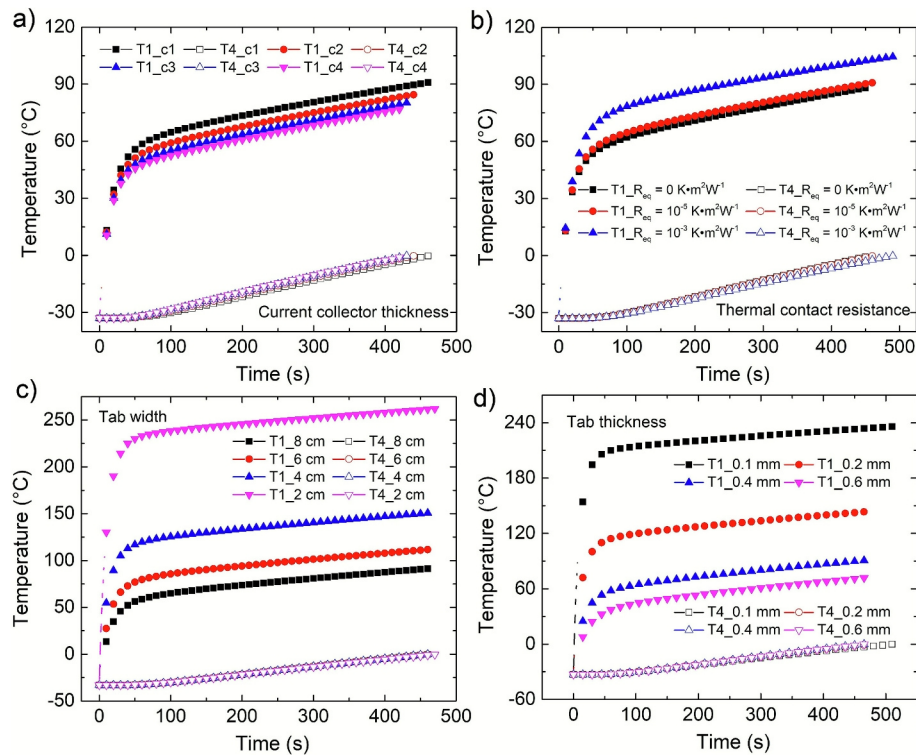 a)
120
90
60
30
0
-30
T1_c1 T4_c1 T1_c2 T4_c2
T1_c3 T4_c3 T1_c4 T4_c4
Current collector thickness
Temperature (°C)
0 100 200 300 400 500
Time (s)
b)
120
90
60
30
0
-30
T1_Req = 0 K•m²W⁻¹ T4_Req = 0 K•m²W⁻¹
T1_Req = 10⁻⁵ K•m²W⁻¹ T4_Req = 10⁻⁵ K•m²W⁻¹
T1_Req = 10⁻³ K•m²W⁻¹ T4_Req = 10⁻³ K•m²W⁻¹
Thermal contact resistance
Temperature (°C)
0 100 200 300 400 500
Time (s)
c)
Tab width
250
200
150
100
50
0
-50
T1_8 cm T4_8 cm
T1_6 cm T4_6 cm
T1_4 cm T4_4 cm
T1_2 cm T4_2 cm
Temperature (°C)
0 100 200 300 400 500
Time (s)
d)
Tab thickness
240
180
120
60
0
-60
T1_0.1 mm T1_0.2 mm
T1_0.4 mm T1_0.6 mm
T4_0.1 mm T4_0.2 mm
T4_0.4 mm T4_0.6 mm
Temperature (°C)
0 100 200 300 400 500
Time (s)